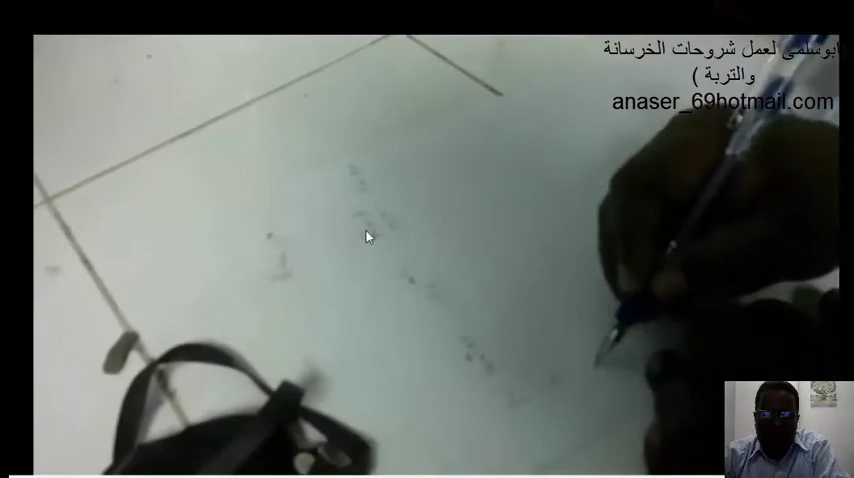 ابوسلمى لعمل شروحات الخرسانة
والتربة )
anaser_69hotmail.com